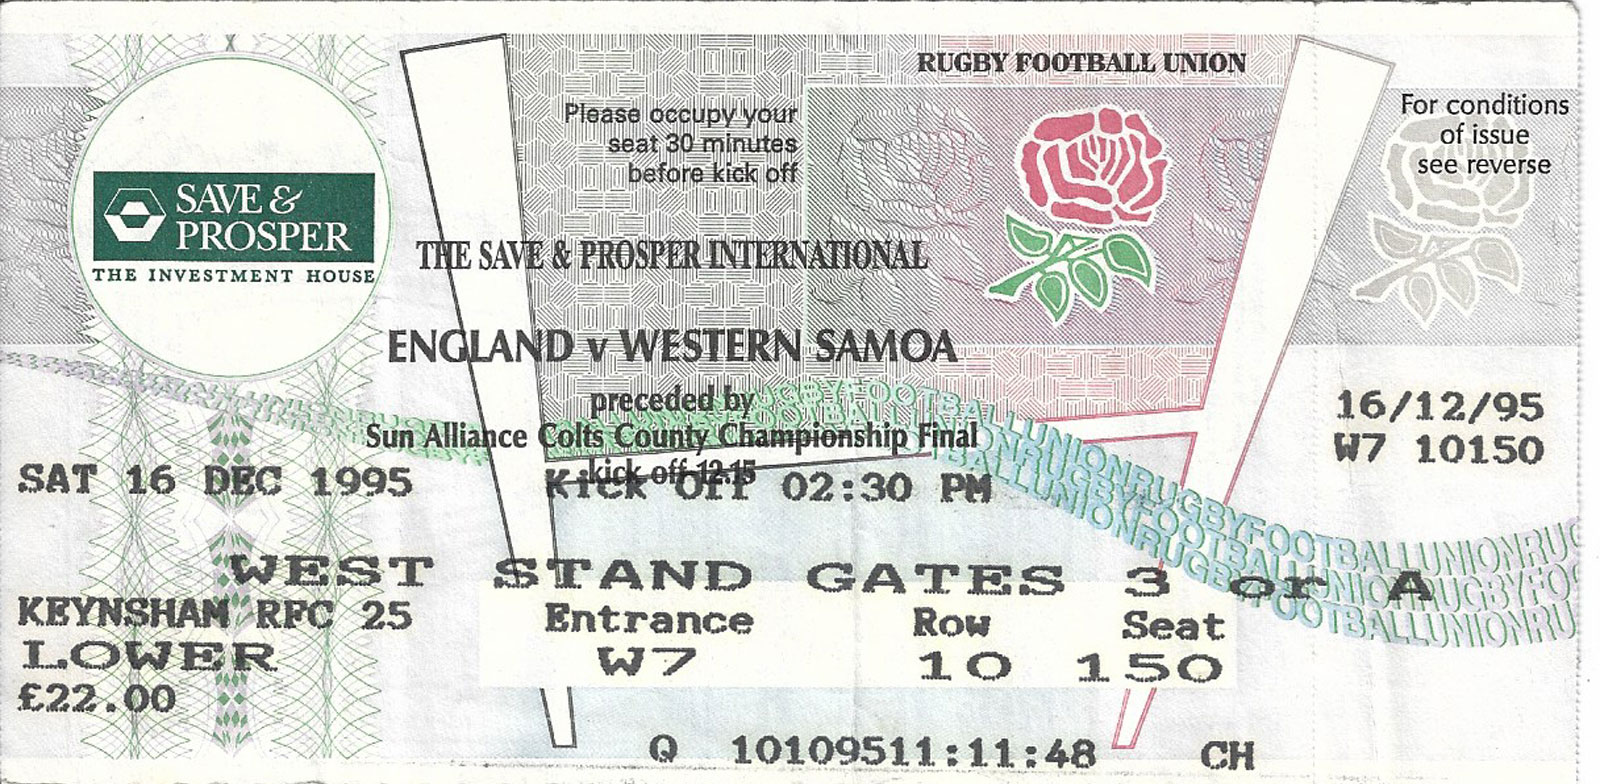 SAVE &
PROSPER
THE INVESTMENT HOUSE
RUGBY FOOTBALL UNION
Please occupy your
seat 30 minutes
before kick off
For conditions
of issue
see reverse
THE SAVE & PROSPER INTERNATIONAL
ENGLAND v WESTERN SAMOA
preceded by
Sun Alliance Colts County Championship Final
kick off 12.15
16/12/95
W7 10150
SAT 16 DEC 1995
Kick Off 02:30 PM
WEST STAND GATES 3 or A
KEYNSHAM RFC 25
LOWER
£22.00
Entrance Row Seat
W7 10 150
Q 10109511:11:48 CH